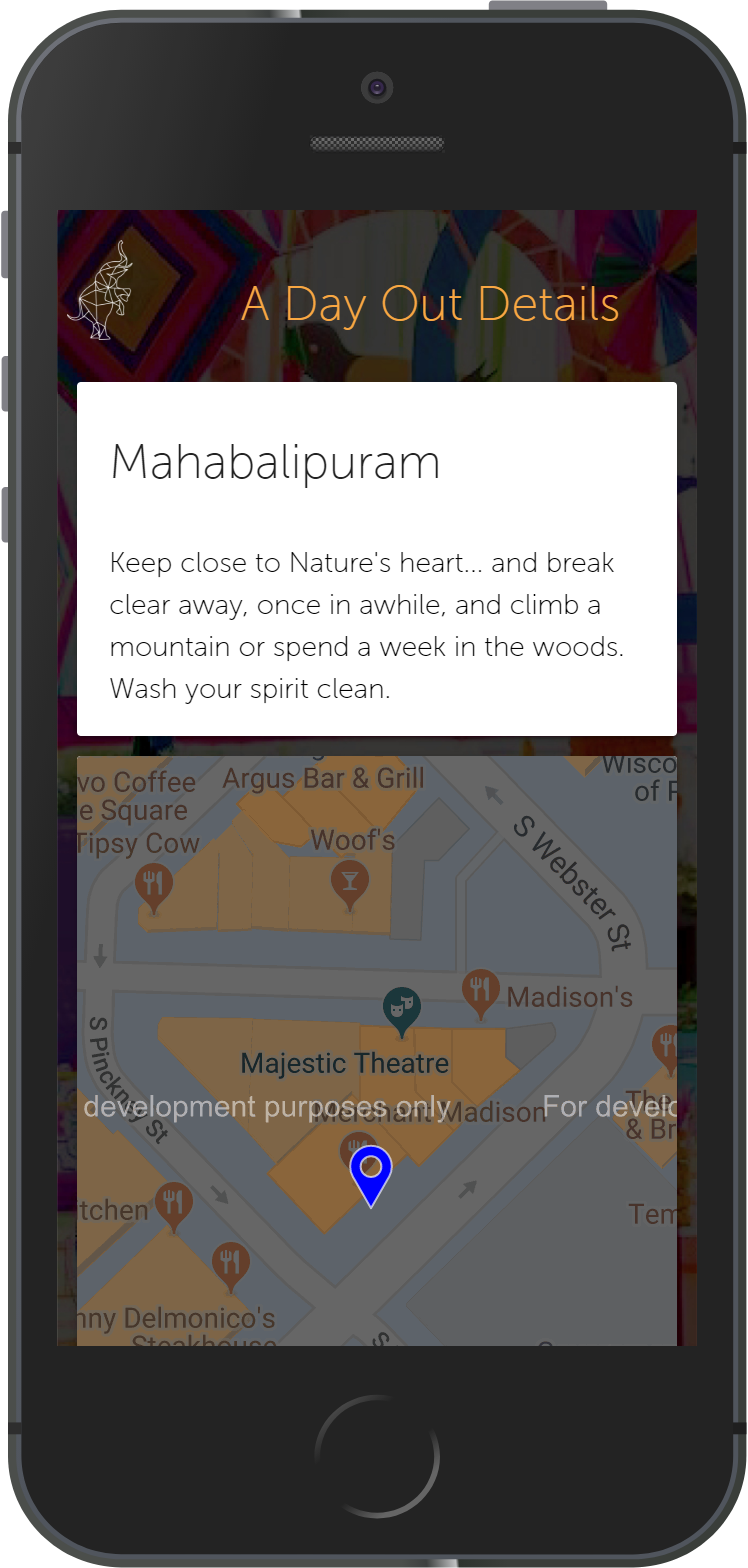 A Day Out Details
Mahabalipuram
Keep close to Nature's heart... and break
clear away, once in awhile, and climb a
mountain or spend a week in the woods.
Wash your spirit clean.
vo Coffee
e Square
Argus Bar & Grill
Wisco
of
Tipsy Cow
Woof's
S Webster St
Madison's
S Pinckney St
Majestic Theatre
development purposes only
For develo
Merchant Madison
The
& Br
tchen
Tem
nny Delmonico's
Steakhouse